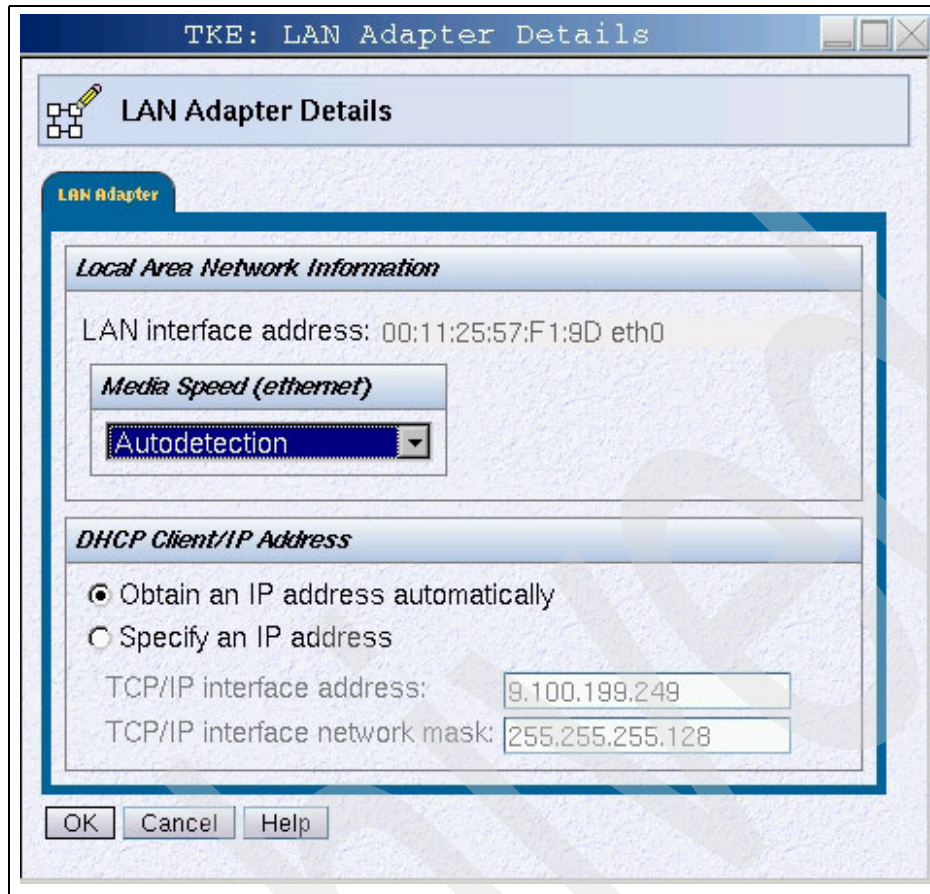 TKE: LAN Adapter Details
LAN Adapter Details
LAN Adapter
Local Area Network Information
LAN interface address: 00:11:25:57:F1:9D eth0
Media Speed (ethernet)
Autodetection
DHCP Client/IP Address
Obtain an IP address automatically
Specify an IP address
TCP/IP interface address: 9.100.199.249
TCP/IP interface network mask: 255.255.255.128
OK Cancel Help